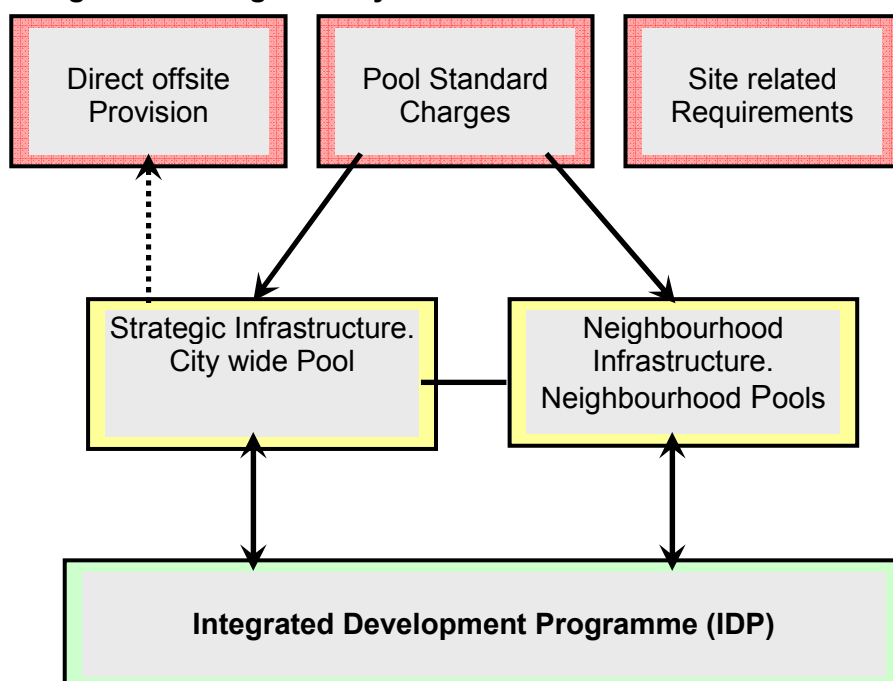 Direct offsite
Provision
Pool Standard
Charges
Site related
Requirements
Strategic Infrastructure.
City wide Pool
Neighbourhood
Infrastructure.
Neighbourhood Pools
Integrated Development Programme (IDP)